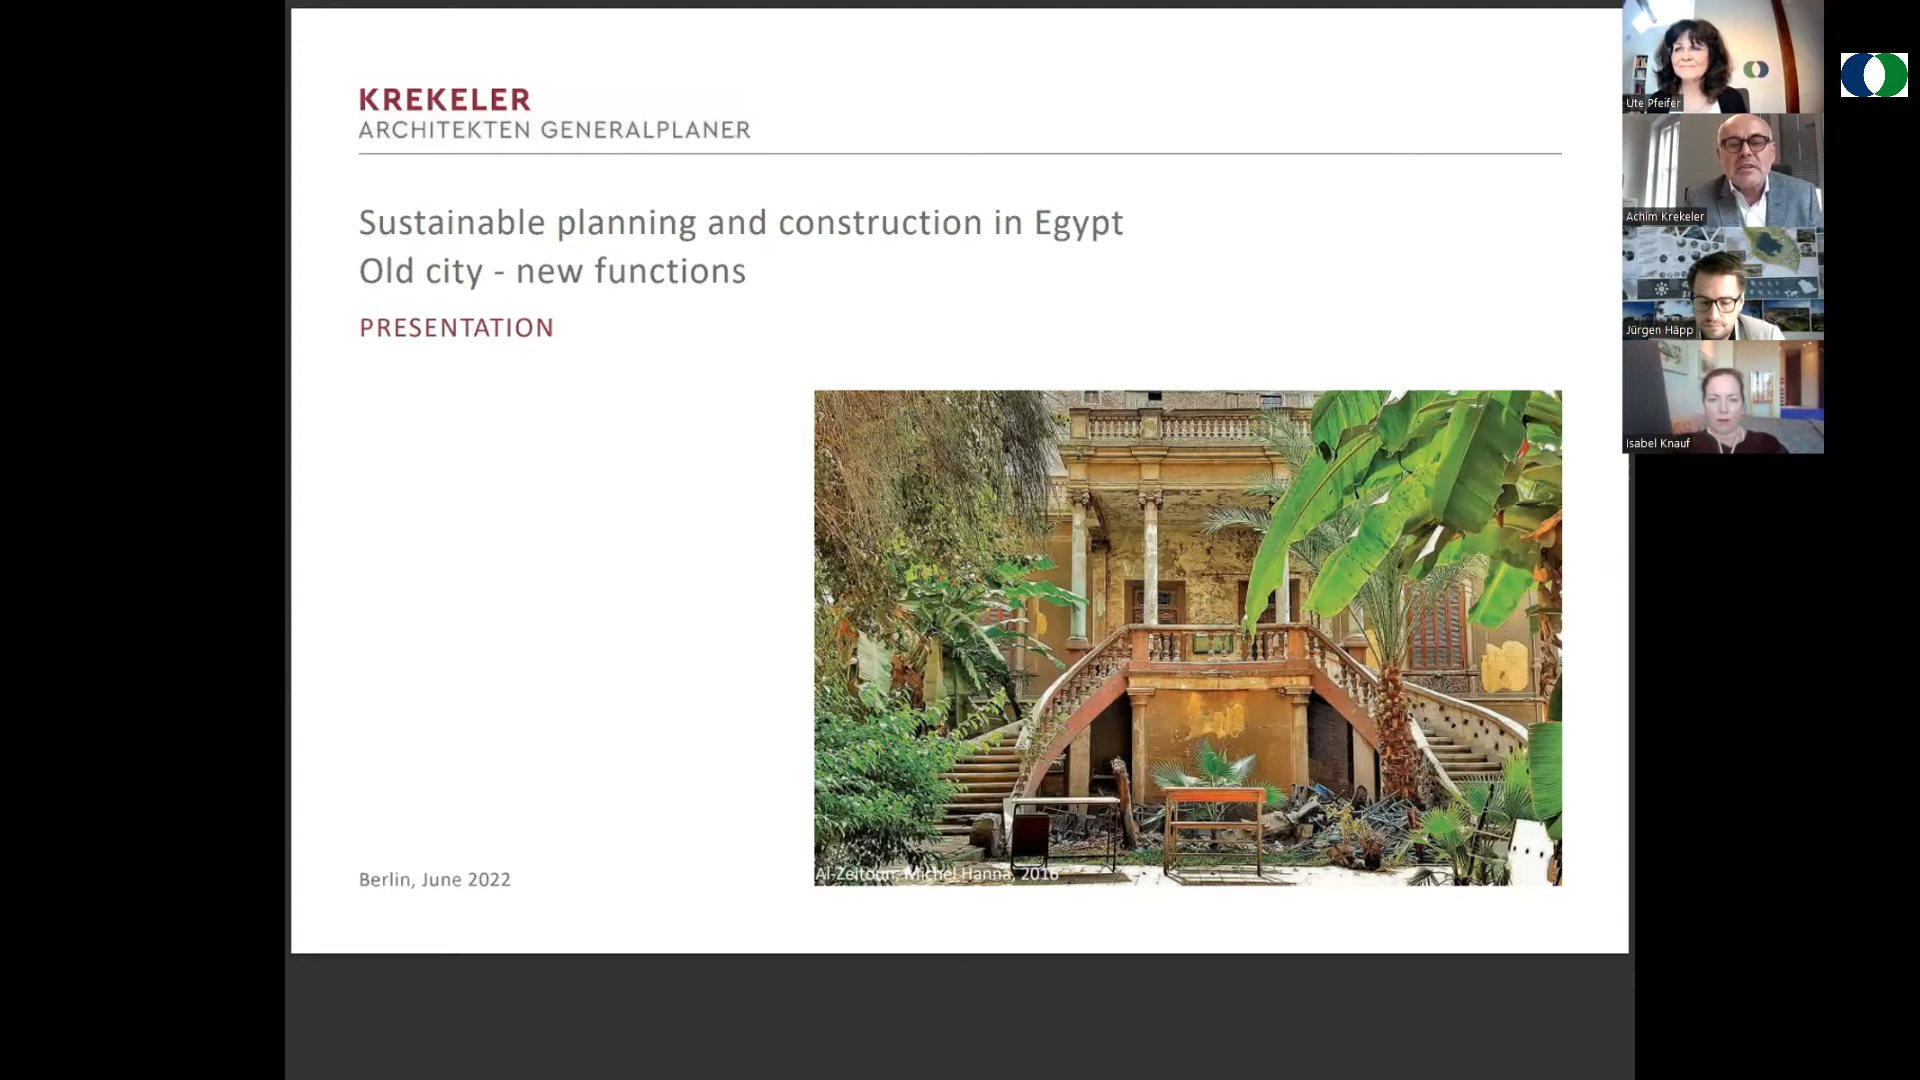 KREKELER
ARCHITEKTEN GENERALPLANER
Sustainable planning and construction in Egypt
Old city - new functions
PRESENTATION
Al-Zeitoun, Michel Hanna, 2016
Berlin, June 2022
Ute Pfeifer
Achim Krekeler
Jürgen Häpp
Isabel Knauf